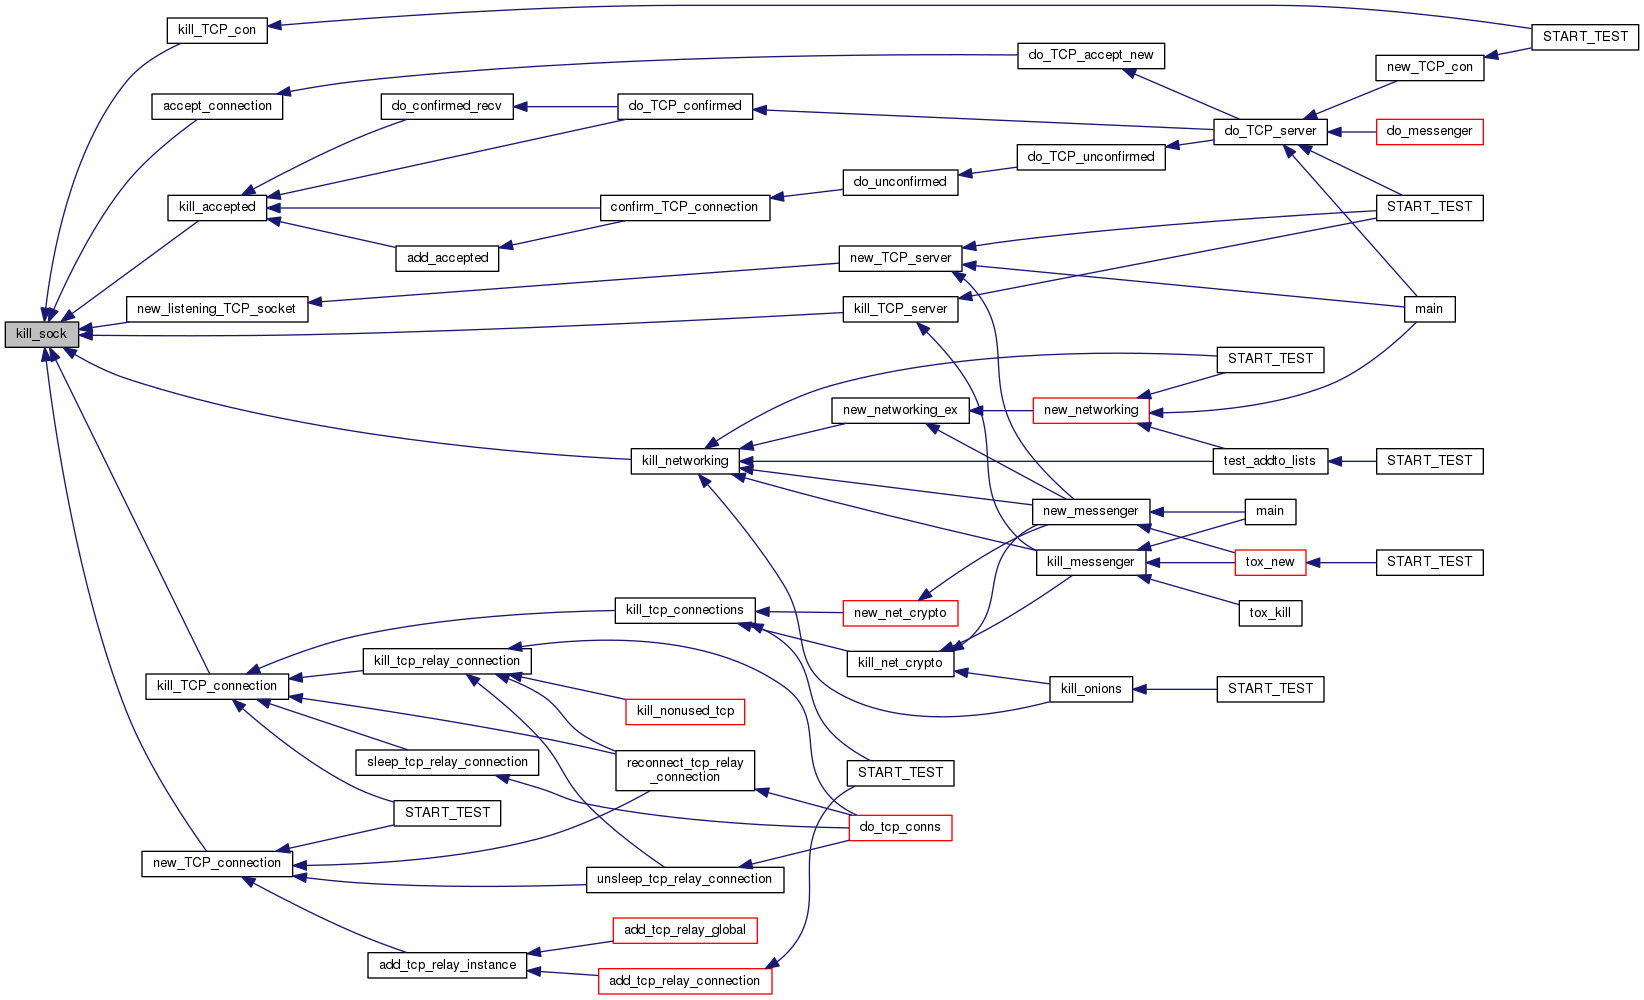 kill_TCP_con
START_TEST
do_TCP_accept_new
new_TCP_con
accept_connection
do_confirmed_recv
do_TCP_confirmed
do_TCP_server
do_messenger
do_TCP_unconfirmed
do_unconfirmed
kill_accepted
confirm_TCP_connection
START_TEST
add_accepted
new_TCP_server
new_listening_TCP_socket
kill_TCP_server
main
kill_sock
START_TEST
new_networking_ex
new_networking
kill_networking
test_addto_lists
START_TEST
new_messenger
main
kill_messenger
tox_new
START_TEST
kill_tcp_connections
new_net_crypto
tox_kill
kill_tcp_relay_connection
kill_net_crypto
kill_TCP_connection
kill_onions
START_TEST
kill_nonused_tcp
sleep_tcp_relay_connection
reconnect_tcp_relay
_connection
START_TEST
START_TEST
do_tcp_conns
new_TCP_connection
unsleep_tcp_relay_connection
add_tcp_relay_global
add_tcp_relay_instance
add_tcp_relay_connection